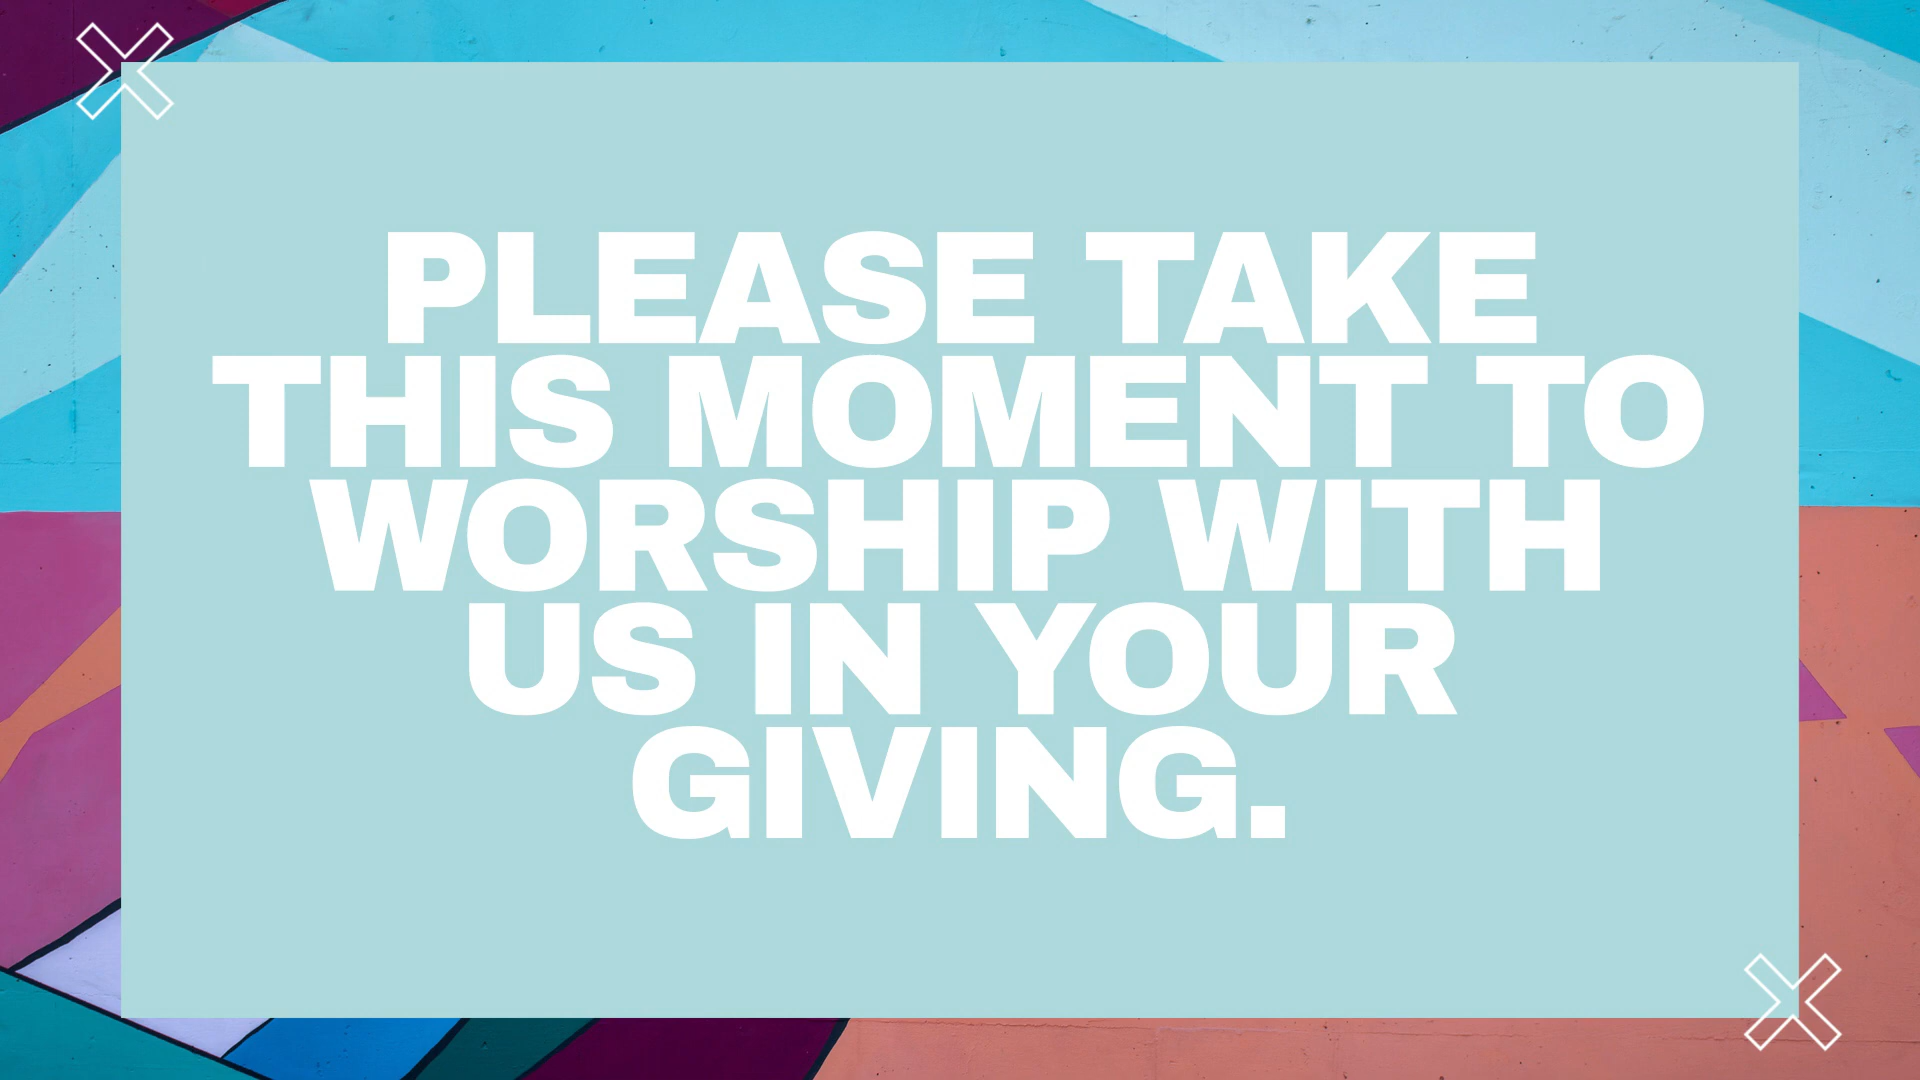 PLEASE TAKE
THIS MOMENT TO
WORSHIP WITH
US IN YOUR
GIVING.